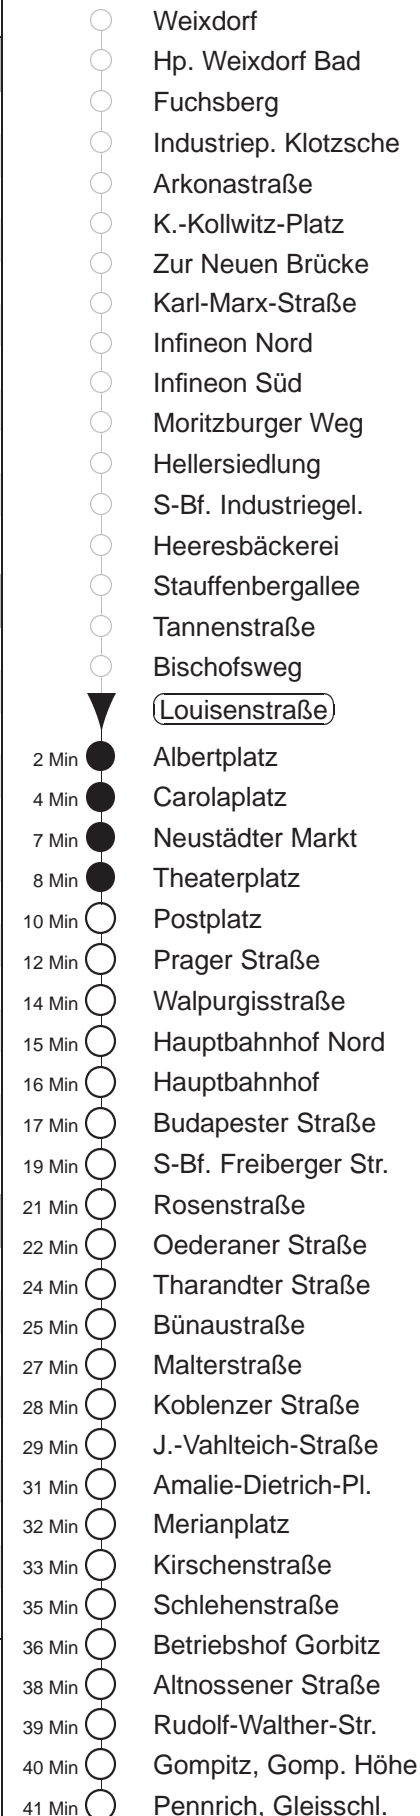 Weixdorf
Hp. Weixdorf Bad
Fuchsberg
Industriep. Klotzsche
Arkonastraße
K.-Kollwitz-Platz
Zur Neuen Brücke
Karl-Marx-Straße
Infineon Nord
Infineon Süd
Moritzburger Weg
Hellersiedlung
S-Bf. Industriegel.
Heeresbäckerei
Stauffenbergallee
Tannenstraße
Bischofsweg
Louisenstraße
2 Min Albertplatz
4 Min Carolaplatz
7 Min Neustädter Markt
8 Min Theaterplatz
10 Min Postplatz
12 Min Prager Straße
14 Min Walpurgisstraße
15 Min Hauptbahnhof Nord
16 Min Hauptbahnhof
17 Min Budapester Straße
19 Min S-Bf. Freiberger Str.
21 Min Rosenstraße
22 Min Oederaner Straße
24 Min Tharandter Straße
25 Min Bünaustraße
27 Min Malterstraße
28 Min Koblenzer Straße
29 Min J.-Vahlteich-Straße
31 Min Amalie-Dietrich-Pl.
32 Min Merianplatz
33 Min Kirschenstraße
35 Min Schlehenstraße
36 Min Betriebshof Gorbitz
38 Min Altnossener Straße
39 Min Rudolf-Walther-Str.
40 Min Gompitz, Gomp. Höhe
41 Min Pennrich, Gleisschl.